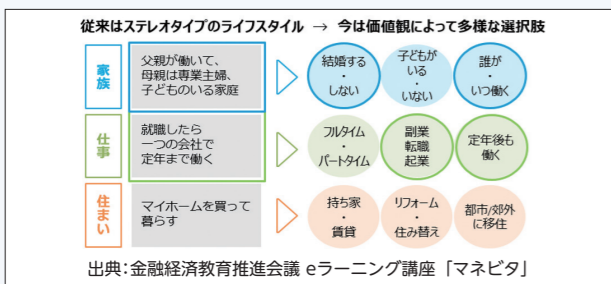 従来はステレオタイプのライフスタイル → 今は価値観によって多様な選択肢
家族
父親が働いて、
母親は専業主婦、
子どものいる家庭
結婚する
・
しない
子どもが
いる
・
いない
誰が
・
いつ働く
仕事
就職したら
一つの会社で
定年まで働く
フルタイム
・
パートタイム
副業
転職
起業
定年後も
働く
住まい
マイホームを買って
暮らす
持ち家
・
賃貸
リフォーム
・
住み替え
都市/郊外
に移住
出典:金融経済教育推進会議 eラーニング講座「マネビタ」